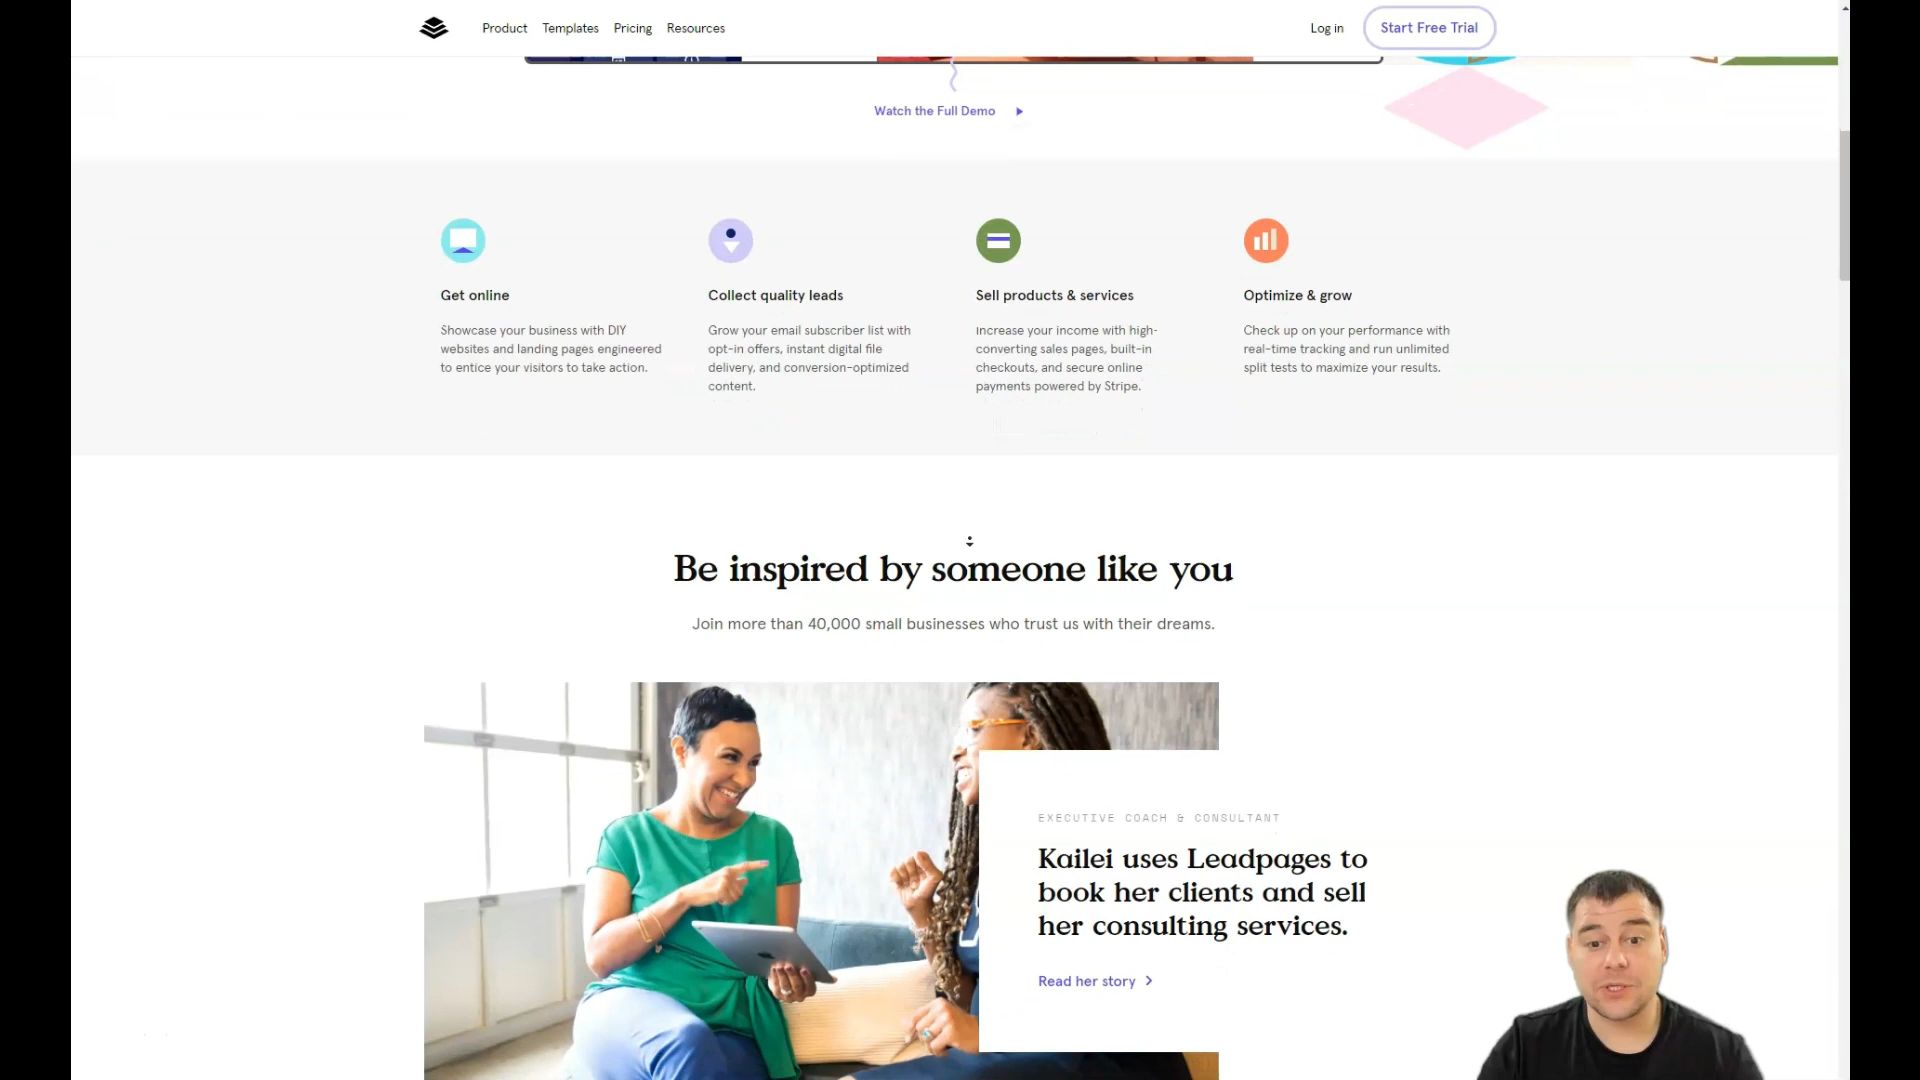 Product Templates Pricing Resources Log in Start Free Trial
Watch the Full Demo
Get online
Showcase your business with DIY
websites and landing pages engineered
to entice your visitors to take action.
Collect quality leads
Grow your email subscriber list with
opt-in offers, instant digital file
delivery, and conversion-optimized
content.
Sell products & services
Increase your income with high-
converting sales pages, built-in
checkouts, and secure online
payments powered by Stripe.
Optimize & grow
Check up on your performance with
real-time tracking and run unlimited
split tests to maximize your results.
Be inspired by someone like you
Join more than 40,000 small businesses who trust us with their dreams.
EXECUTIVE COACH & CONSULTANT
Kailei uses Leadpages to
book her clients and sell
her consulting services.
Read her story